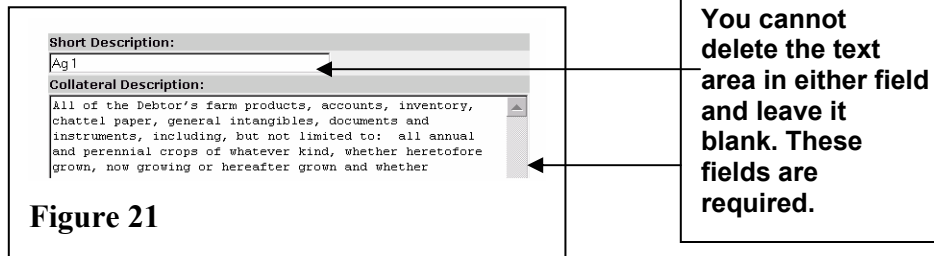 Short Description:
Ag 1
Collateral Description:
All of the Debtor's farm products, accounts, inventory,
chattel paper, general intangibles, documents and
instruments, including, but not limited to:  all annual
and perennial crops of whatever kind, whether heretofore
grown, now growing or hereafter grown and whether
Figure 21
You cannot
delete the text
area in either field
and leave it
blank. These
fields are
required.